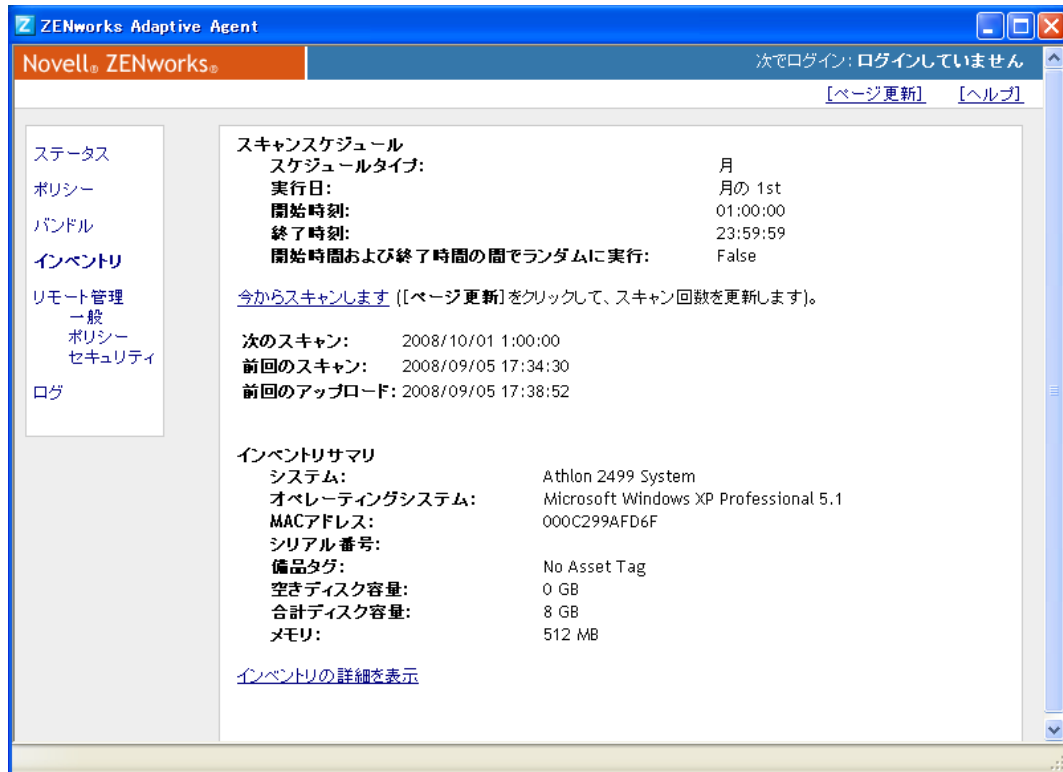 ZENworks Adaptive Agent
Novell® ZENworks®
次でログイン: ログインしていません
[ページ更新] [ヘルプ]
ステータス
ポリシー
バンドル
インベントリ
リモート管理
一般
ポリシー
セキュリティ
ログ
スキャンスケジュール
スケジュールタイプ: 月
実行日: 月の 1st
開始時刻: 01:00:00
終了時刻: 23:59:59
開始時間および終了時間の間でランダムに実行: False
今からスキャンします ([ページ更新]をクリックして、スキャン回数を更新します)。
次のスキャン: 2008/10/01 1:00:00
前回のスキャン: 2008/09/05 17:34:30
前回のアップロード: 2008/09/05 17:38:52
インベントリサマリ
システム: Athlon 2499 System
オペレーティングシステム: Microsoft Windows XP Professional 5.1
MACアドレス: 000C299AFD6F
シリアル番号:
備品タグ: No Asset Tag
空きディスク容量: 0 GB
合計ディスク容量: 8 GB
メモリ: 512 MB
インベントリの詳細を表示